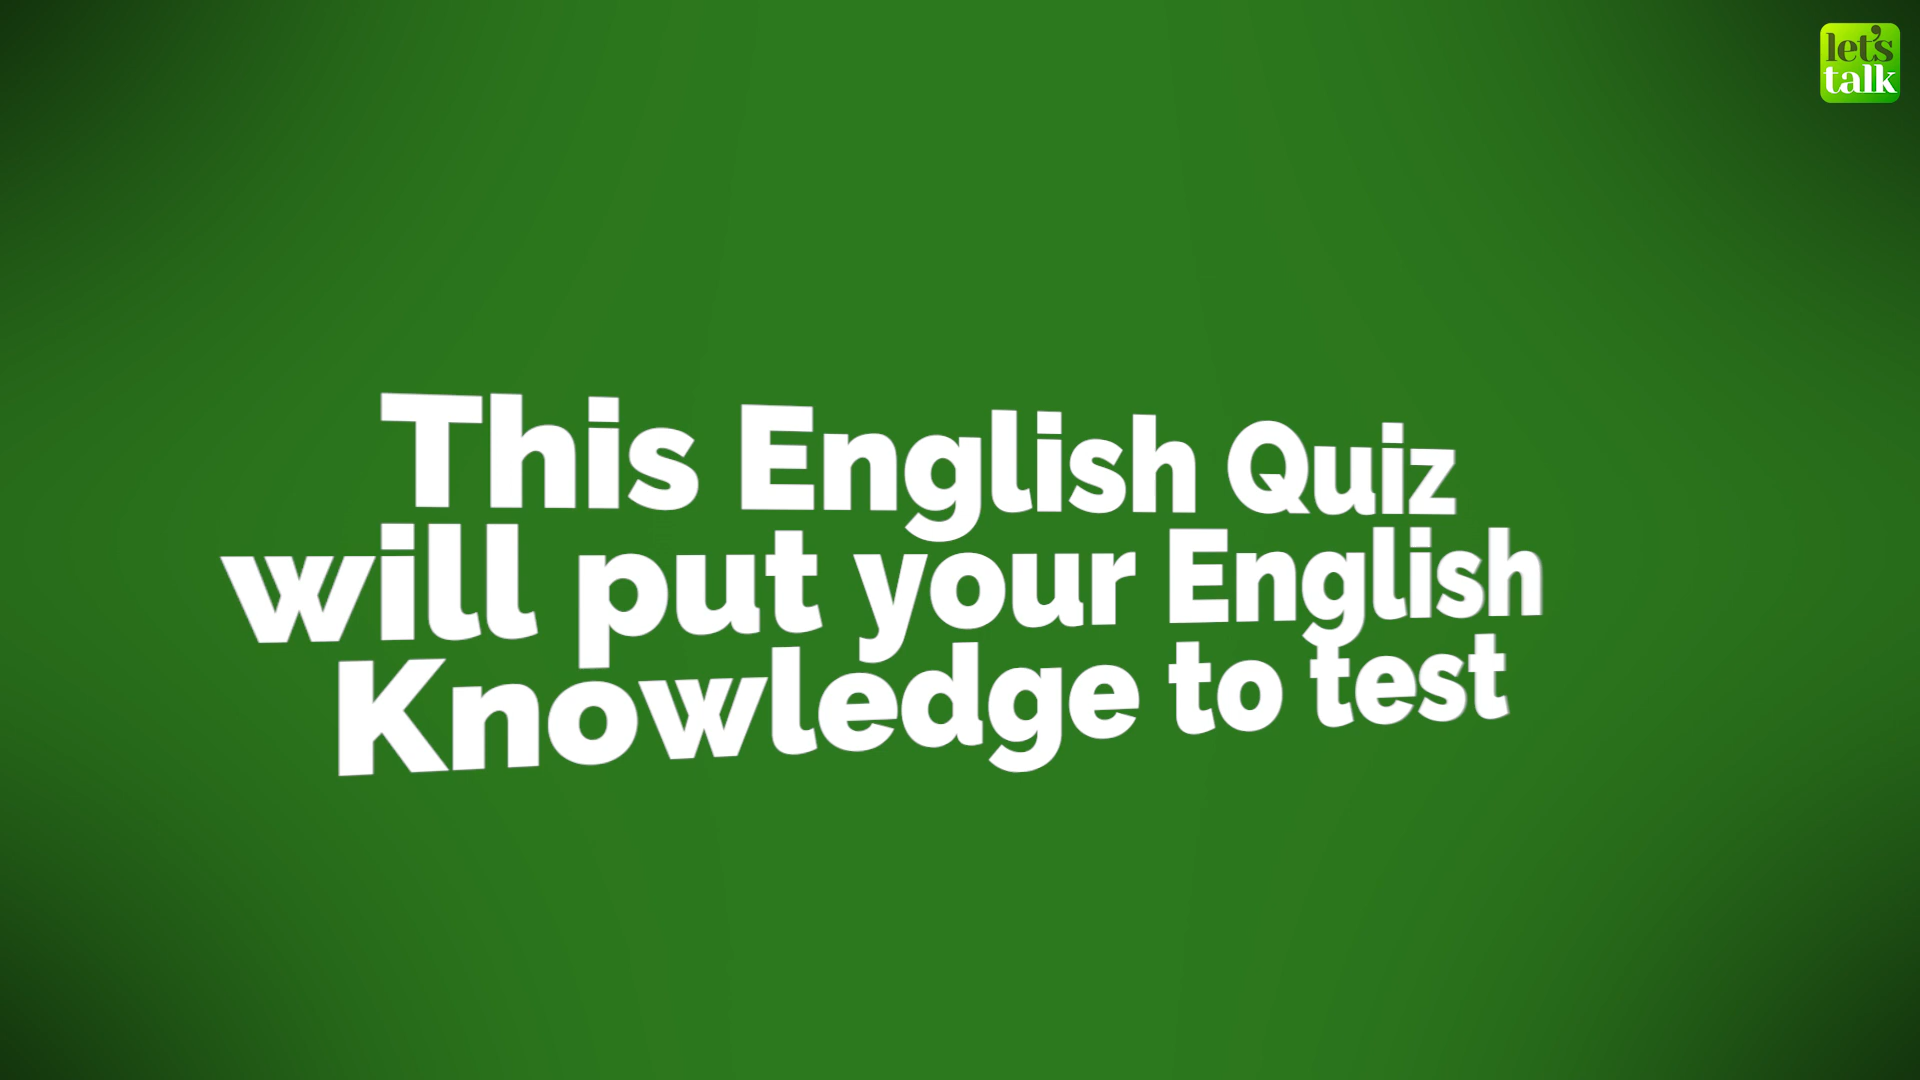 let's
talk
This English Quiz
will put your English
Knowledge to test